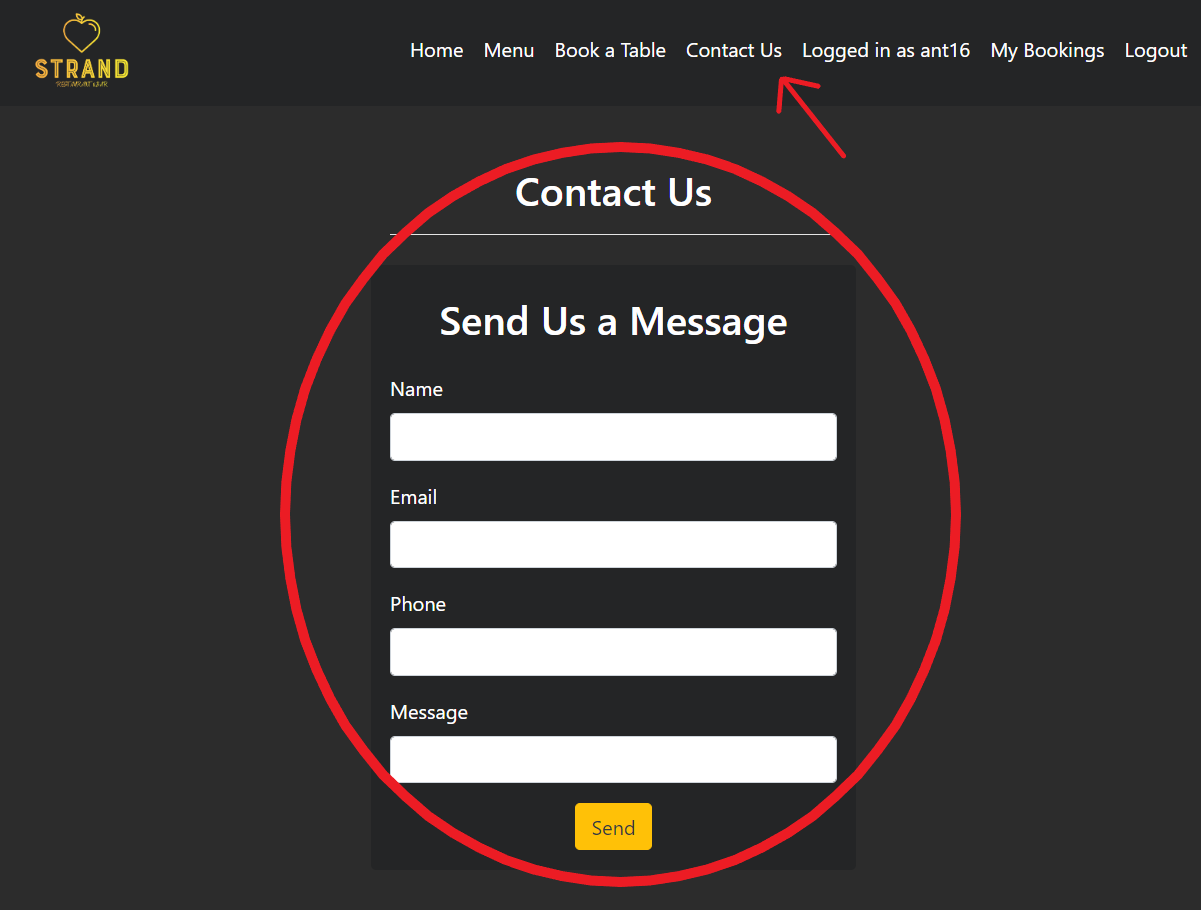 STRAND
Home Menu Book a Table Contact Us Logged in as ant16 My Bookings Logout
Contact Us
Send Us a Message
Name
Email
Phone
Message
Send